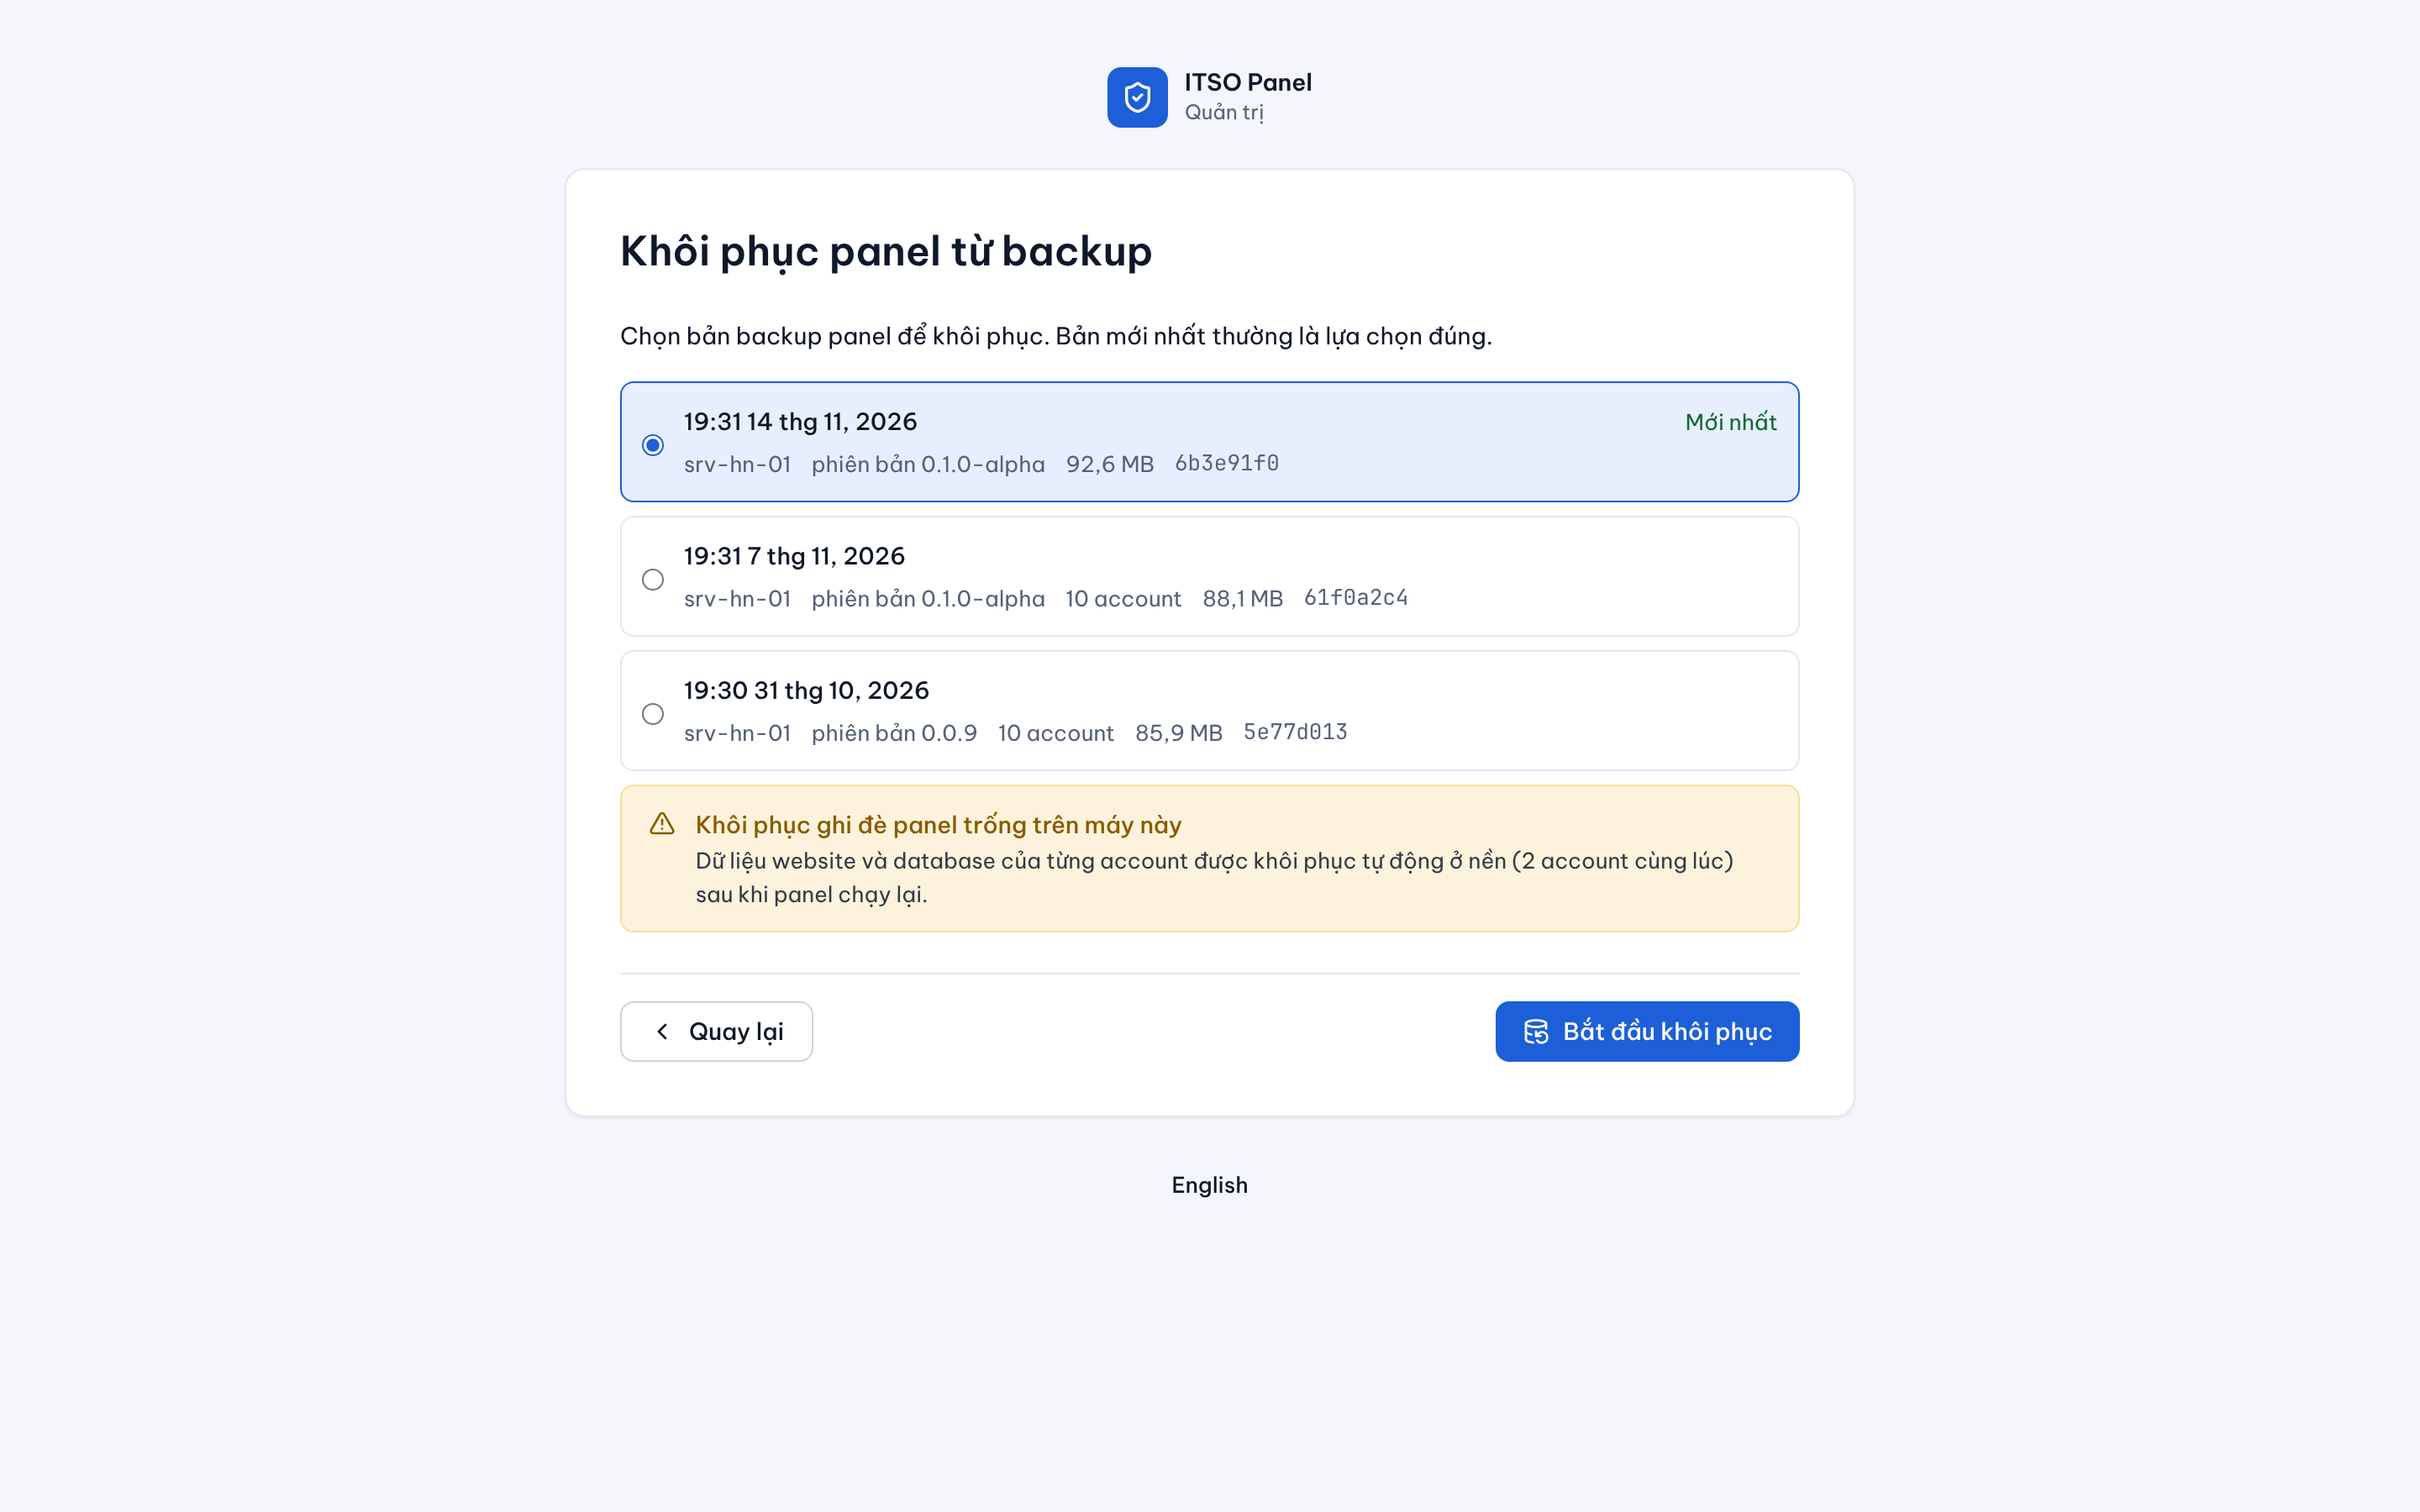 ITSO Panel
Quản trị
Khôi phục panel từ backup
Chọn bản backup panel để khôi phục. Bản mới nhất thường là lựa chọn đúng.
19:31 14 thg 11, 2026 Mới nhất
srv-hn-01 phiên bản 0.1.0-alpha 92,6 MB 6b3e91f0
19:31 7 thg 11, 2026
srv-hn-01 phiên bản 0.1.0-alpha 10 account 88,1 MB 61f0a2c4
19:30 31 thg 10, 2026
srv-hn-01 phiên bản 0.0.9 10 account 85,9 MB 5e77d013
Khôi phục ghi đè panel trống trên máy này
Dữ liệu website và database của từng account được khôi phục tự động ở nền (2 account cùng lúc)
sau khi panel chạy lại.
Quay lại
Bắt đầu khôi phục
English